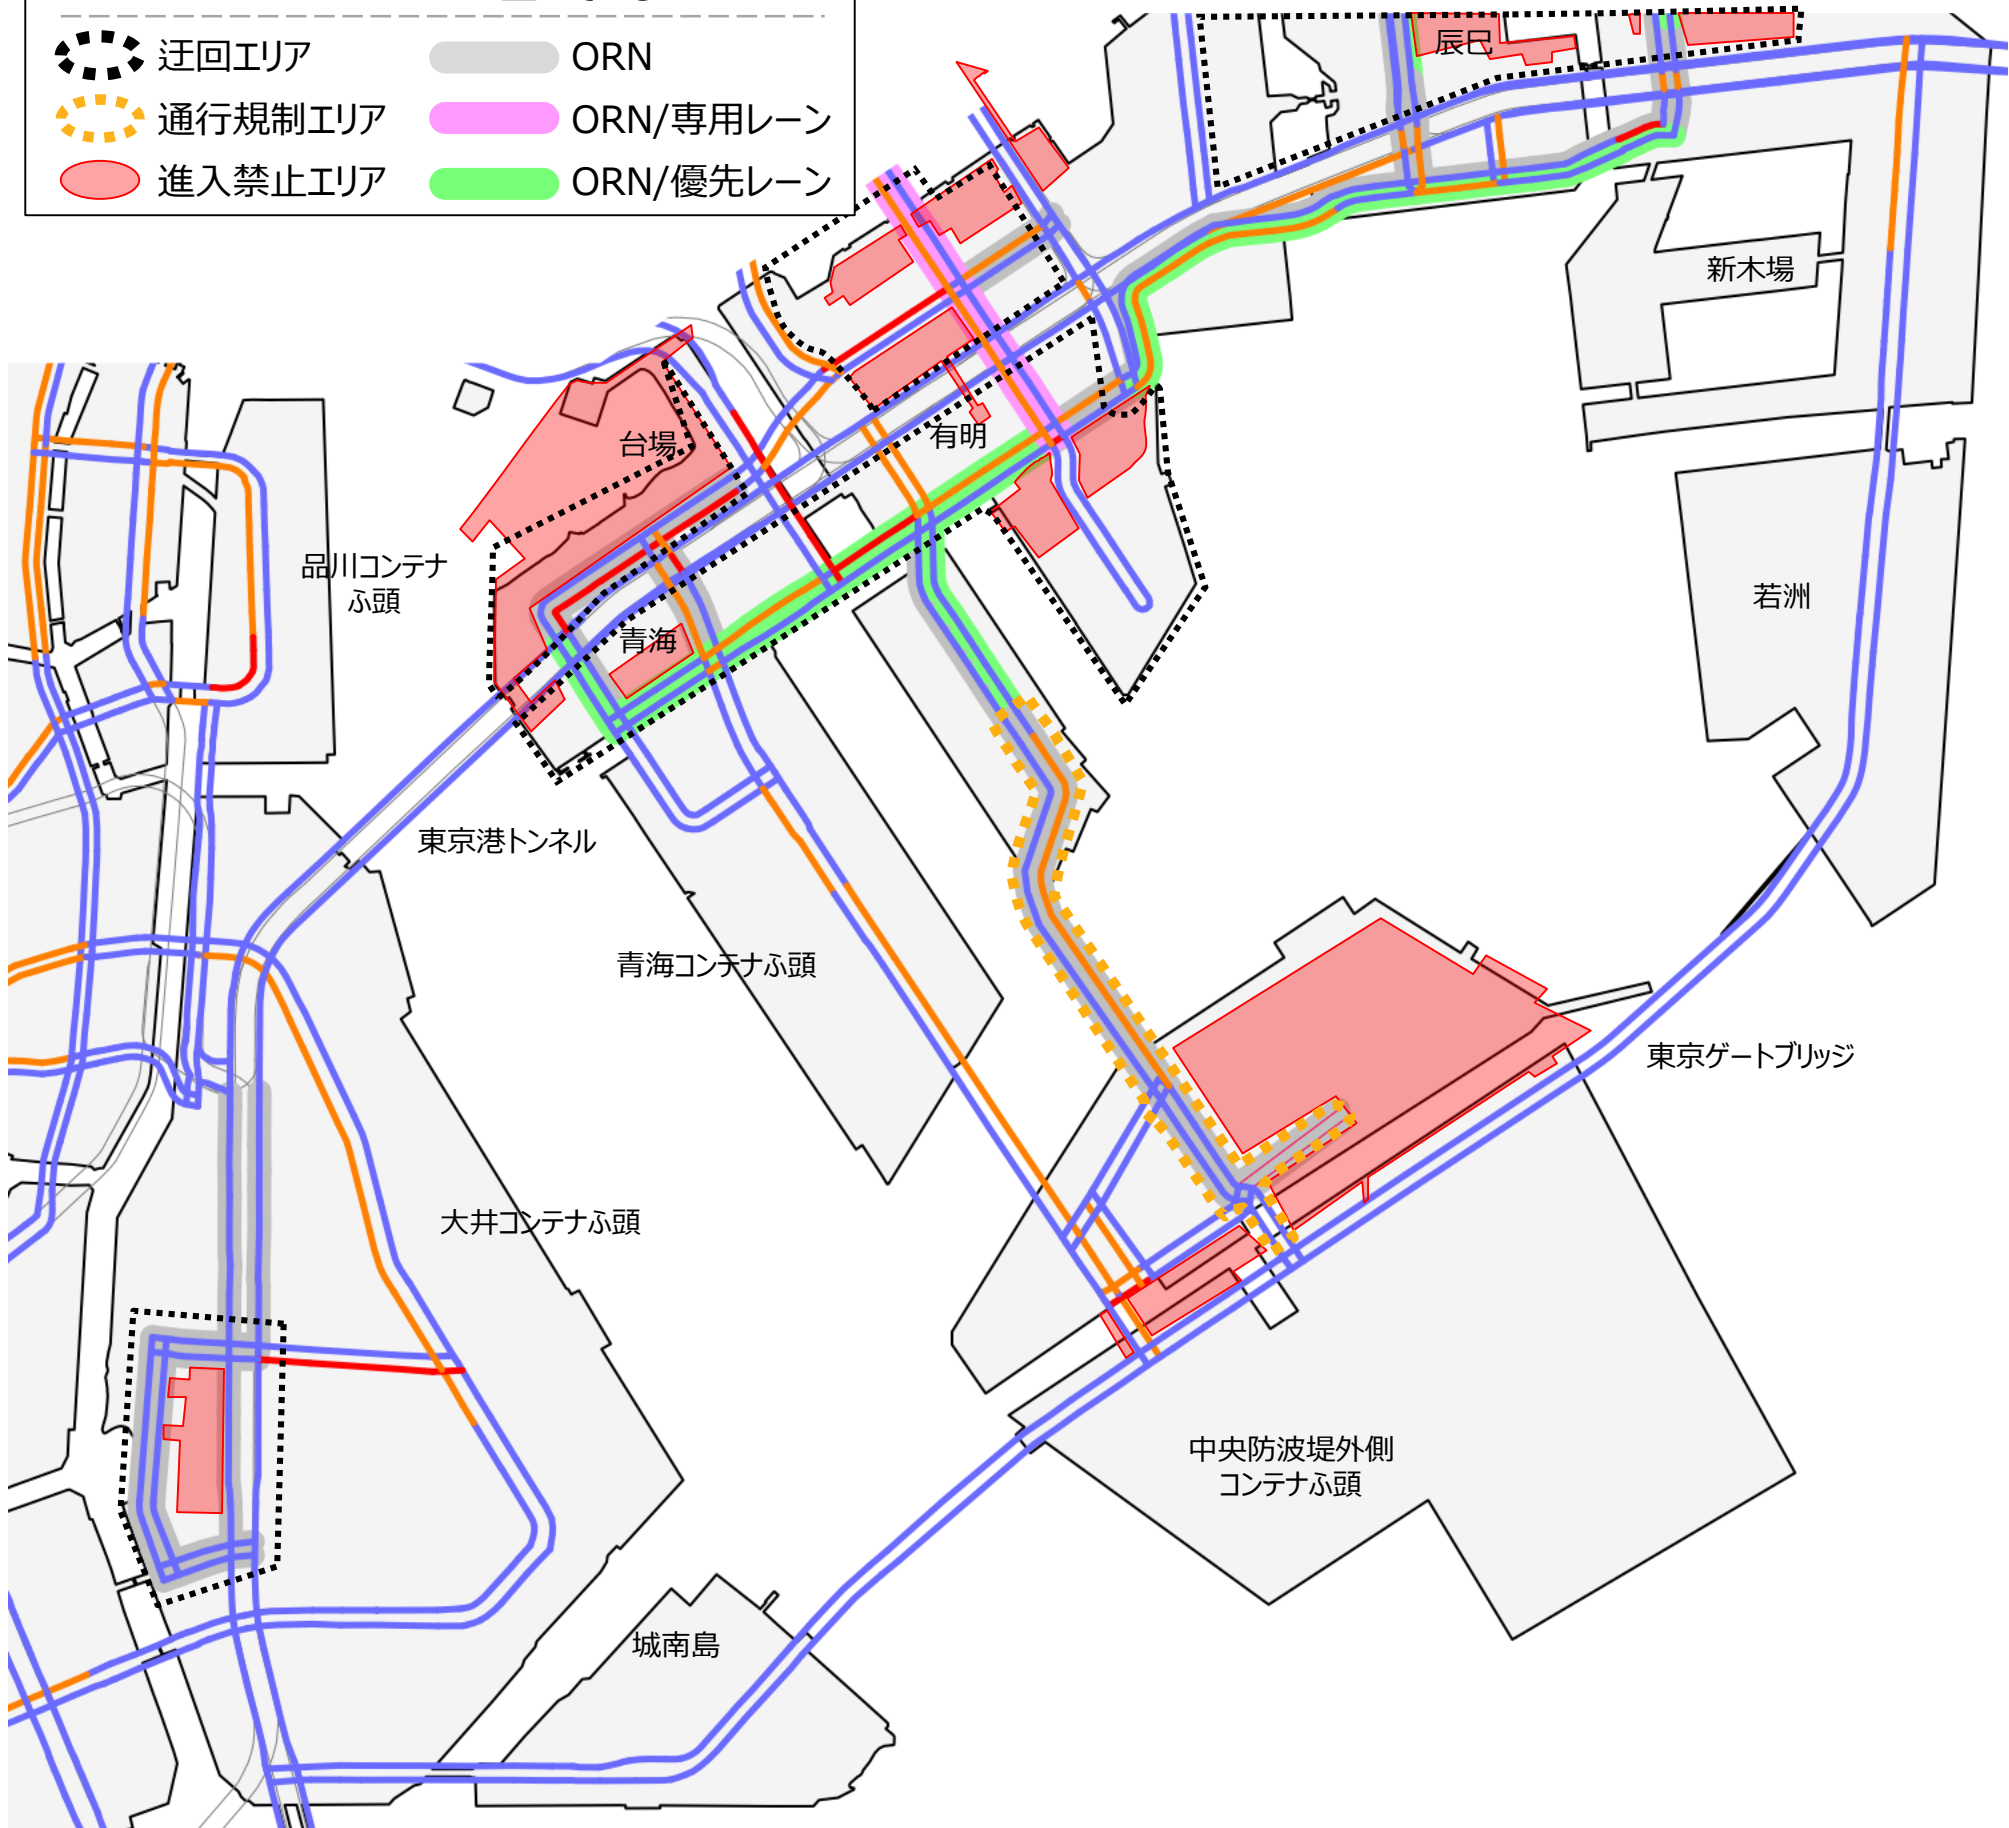 迂回エリア
ORN
通行規制エリア
ORN/専用レーン
進入禁止エリア
ORN/優先レーン
辰巳
新木場
台場
有明
品川コンテナ
ふ頭
青海
若洲
東京港トンネル
青海コンテナふ頭
東京ゲートブリッジ
大井コンテナふ頭
中央防波堤外側
コンテナふ頭
城南島